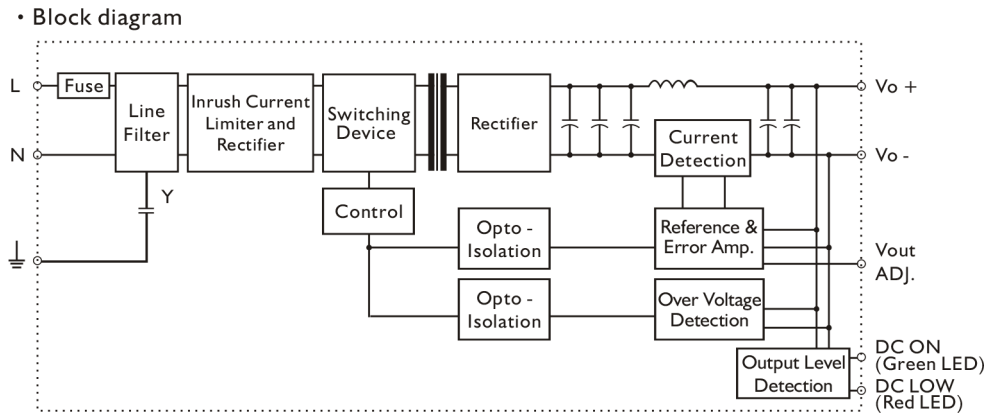 • Block diagram
L
Fuse
Line
Filter
Inrush Current
Limiter and
Rectifier
Switching
Device
Rectifier
Current
Detection
Vo +
N
Vo -
Y
Control
Opto -
Isolation
Reference &
Error Amp.
Vout
ADJ.
Opto -
Isolation
Over Voltage
Detection
Output Level
Detection
DC ON
(Green LED)
DC LOW
(Red LED)